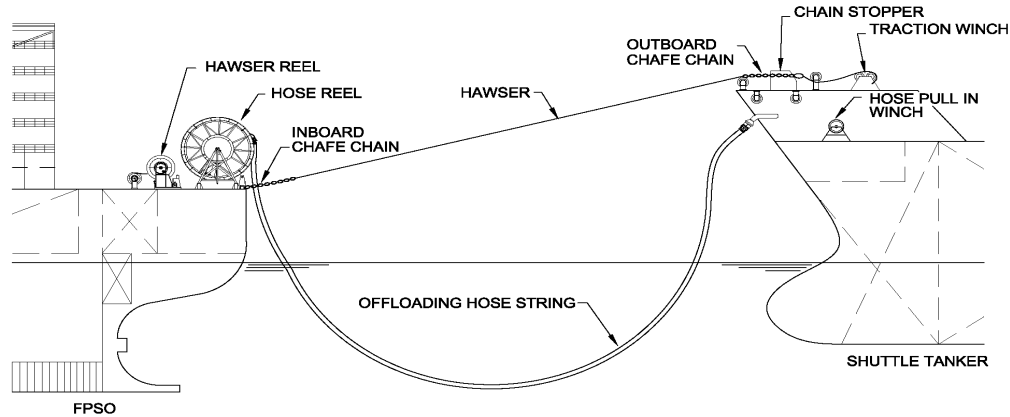 CHAIN STOPPER
TRACTION WINCH
OUTBOARD
CHAFE CHAIN
HAWSER REEL
HOSE REEL
HAWSER
HOSE PULL IN
WINCH
INBOARD
CHAFE CHAIN
OFFLOADING HOSE STRING
SHUTTLE TANKER
FPSO